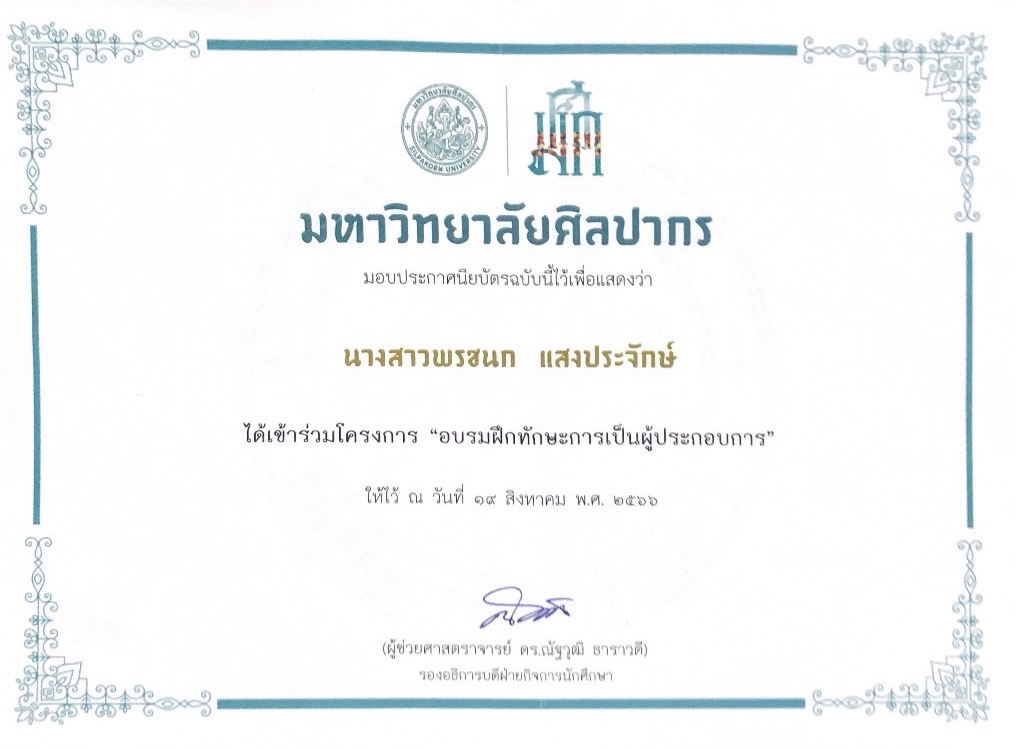 มหาวิทยาลัยศิลปากร
SILPAKORN UNIVERSITY
มศก
มหาวิทยาลัยศิลปากร
มอบประกาศนียบัตรฉบับนี้ไว้เพื่อแสดงว่า
นางสาวพรชนก แสงประจักษ์
ได้เข้าร่วมโครงการ “อบรมฝึกทักษะการเป็นผู้ประกอบการ”
ให้ไว้ ณ วันที่ ๑๙ สิงหาคม พ.ศ. ๒๕๖๖
(ผู้ช่วยศาสตราจารย์ ดร.ณัฐวุฒิ ธาราวดี)
รองอธิการบดีฝ่ายกิจการนักศึกษา